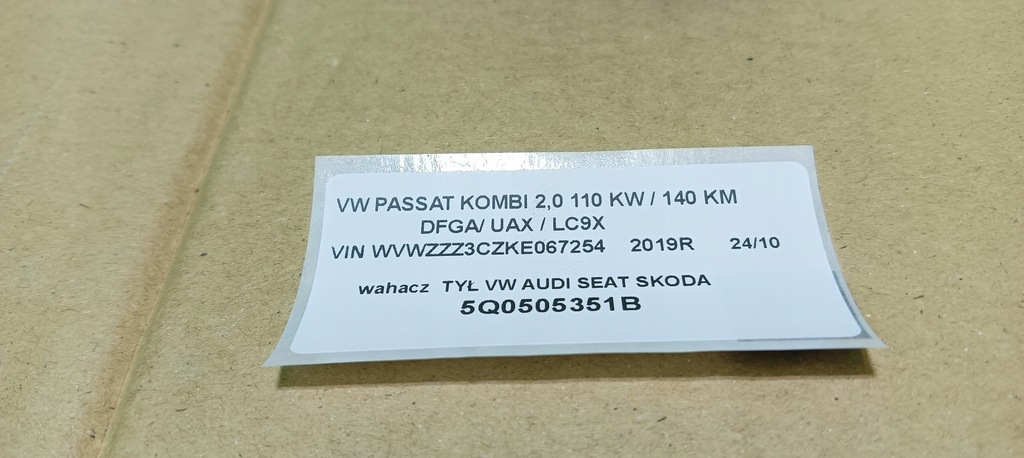 VW PASSAT KOMBI 2,0 110 KW / 140 KM
DFGA/ UAX / LC9X
VIN WVWZZZ3CZKE067254 2019R 24/10
wahacz TYŁ VW AUDI SEAT SKODA
5Q0505351B